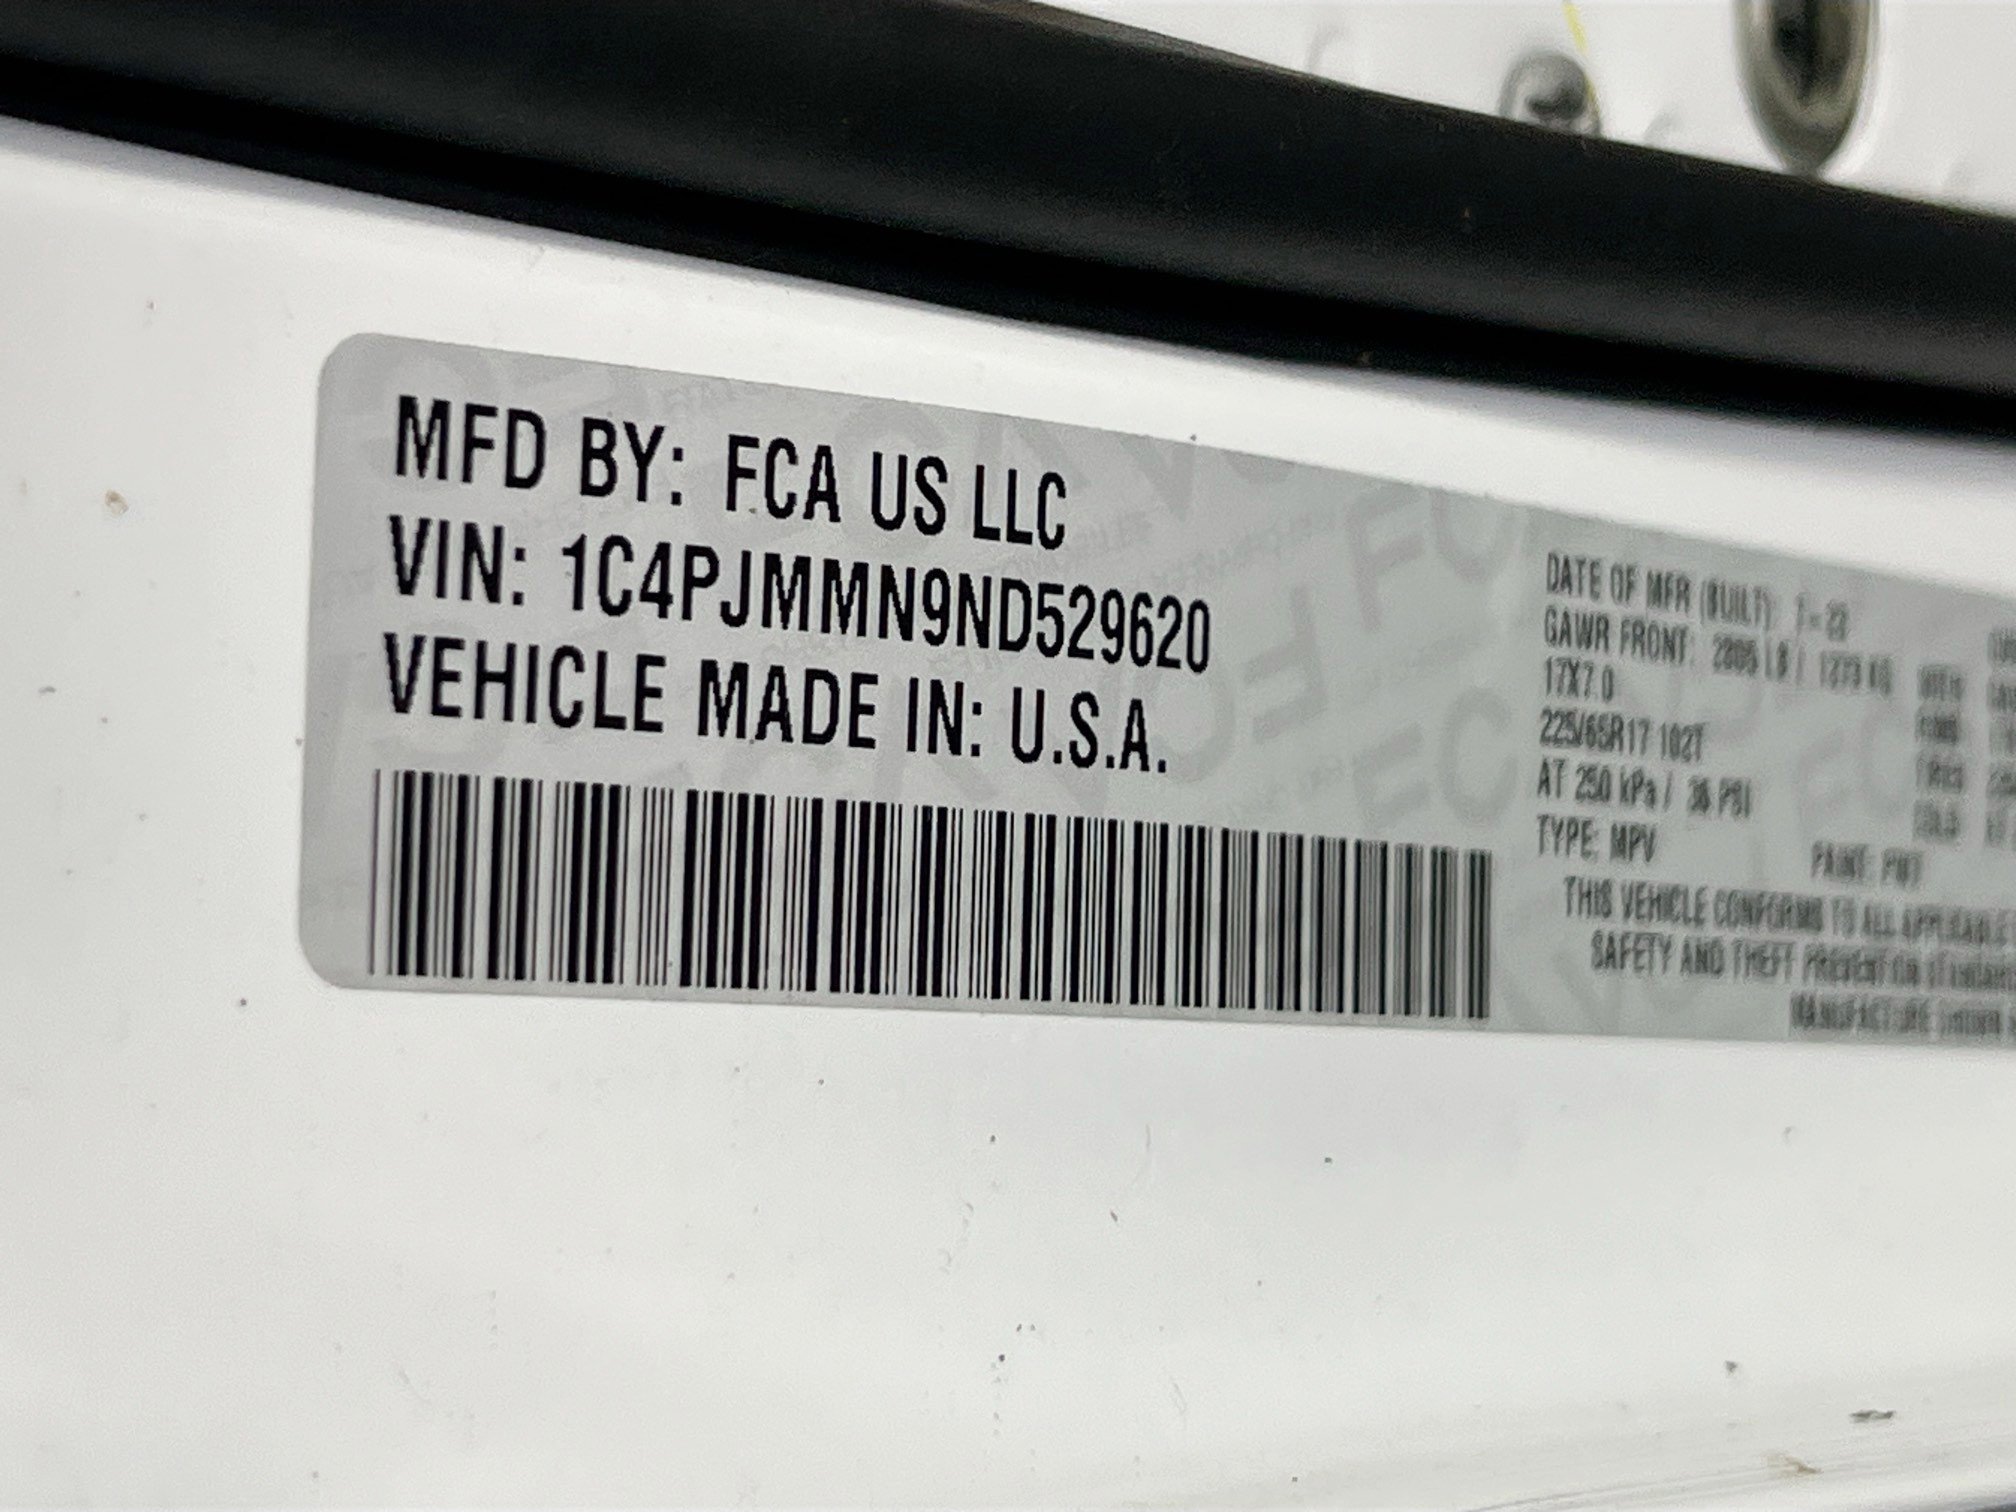 MFD BY: FCA US LLC
VIN: 1C4PJMMN9ND529620
VEHICLE MADE IN: U.S.A.
DATE OF MFR (BUILT):
GAWR FRONT:
17X7.0
225/65R17 102T
AT 250 kPa / 36 PSI
TYPE: MPV
PAINT: PW7
THIS VEHICLE CONFORMS TO ALL APPLICABLE
SAFETY AND THEFT PREVENTION
MANUFACTURE SHOWN